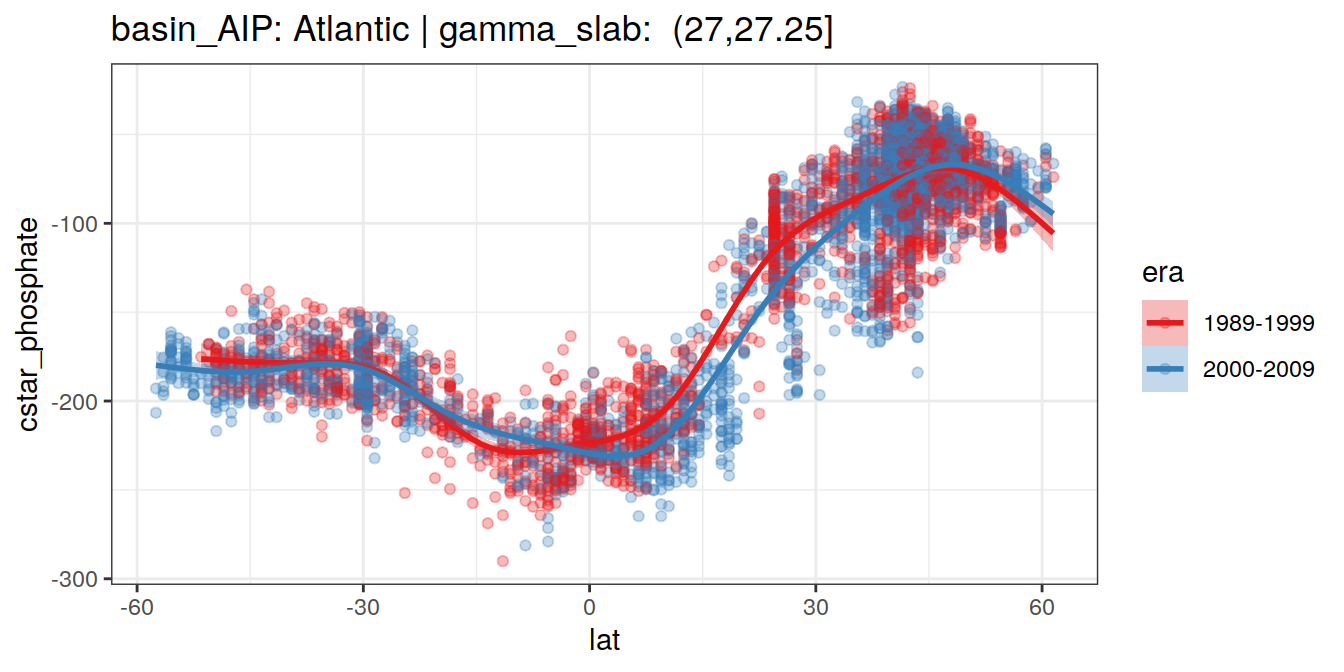 basin_AIP: Atlantic | gamma_slab:  (27,27.25]
cstar_phosphate
-100
-200
-300
-60
-30
0
30
60
lat
era
1989-1999
2000-2009